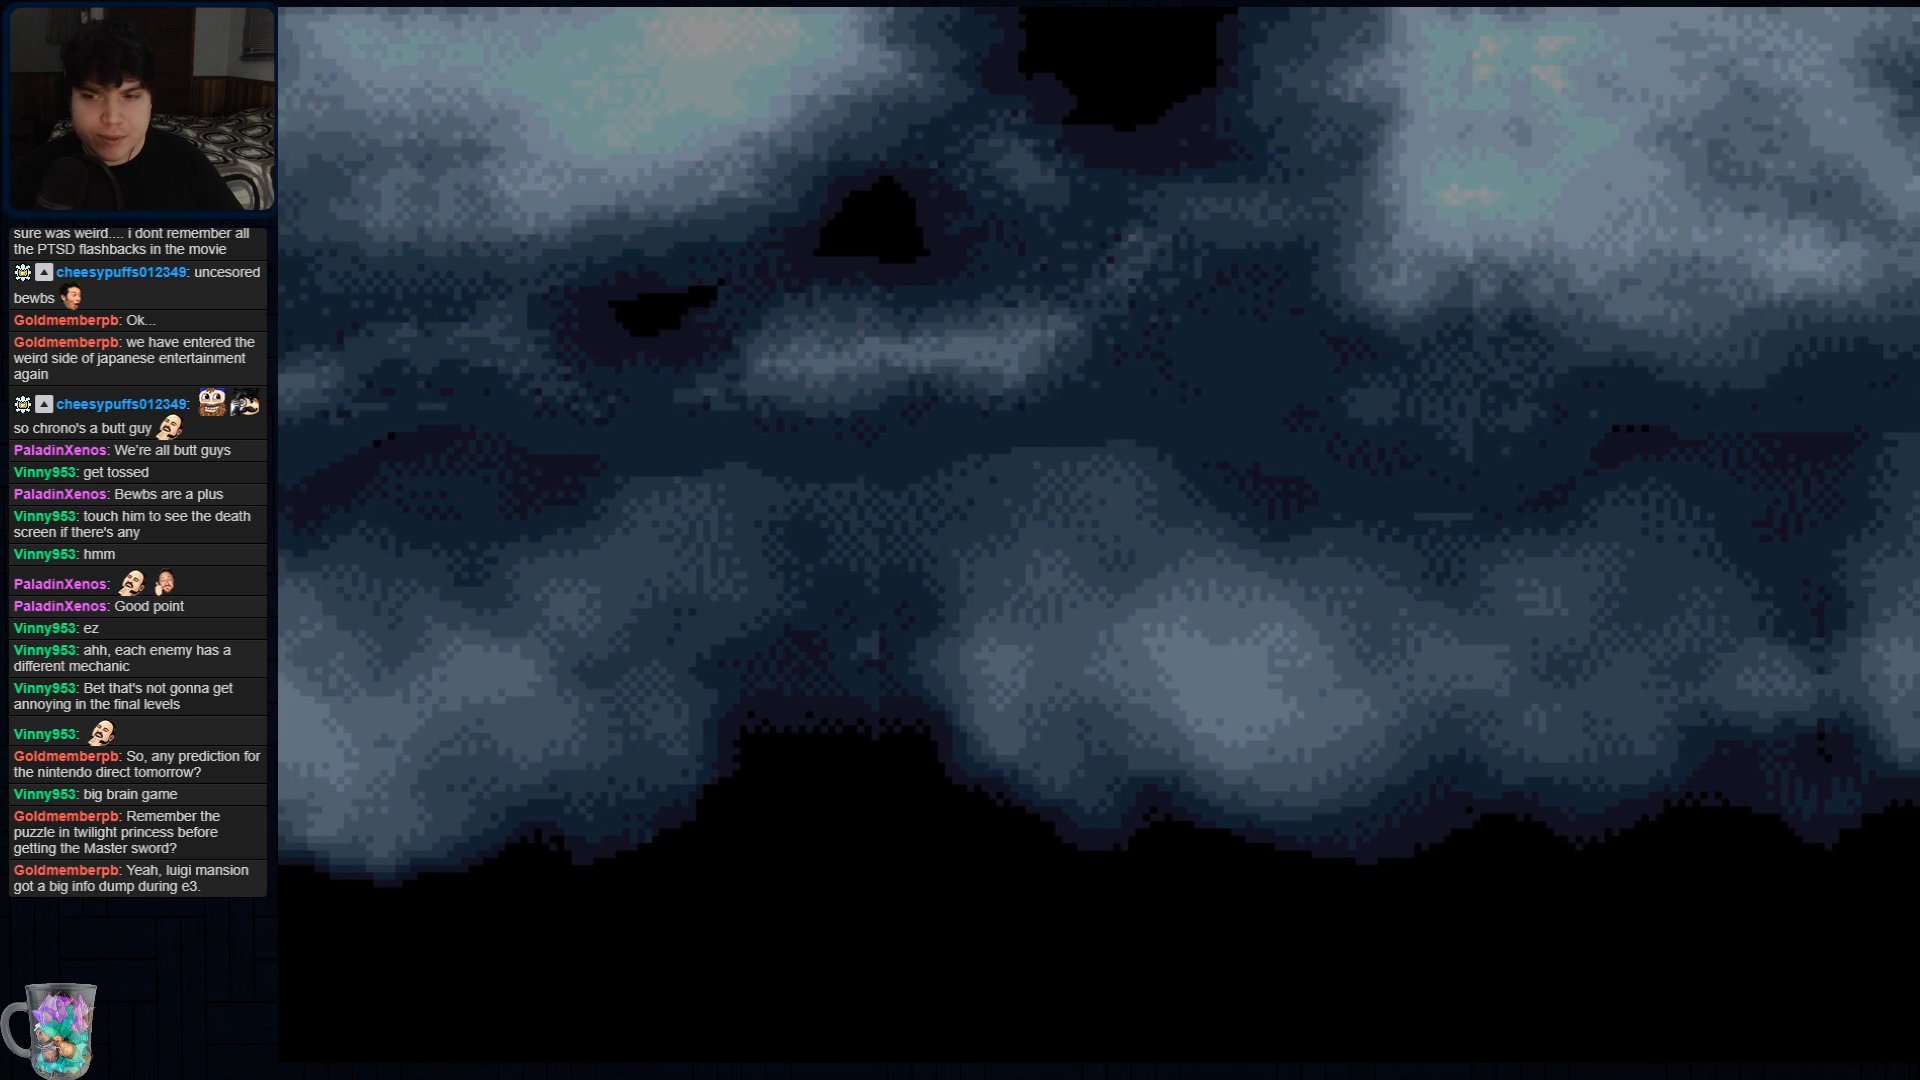 sure was weird.... i dont remember all
the PTSD flashbacks in the movie
cheesypuffs012349: uncesored
bewbs
Goldmemberpb: Ok...
Goldmemberpb: we have entered the
weird side of japanese entertainment
again
cheesypuffs012349:
so chrono's a butt guy
PaladinXenos: We're all butt guys
Vinny953: get tossed
PaladinXenos: Bewbs are a plus
Vinny953: touch him to see the death
screen if there's any
Vinny953: hmm
PaladinXenos:
PaladinXenos: Good point
Vinny953: ez
Vinny953: ahh, each enemy has a
different mechanic
Vinny953: Bet that's not gonna get
annoying in the final levels
Vinny953:
Goldmemberpb: So, any prediction for
the nintendo direct tomorrow?
Vinny953: big brain game
Goldmemberpb: Remember the
puzzle in twilight princess before
getting the Master sword?
Goldmemberpb: Yeah, luigi mansion
got a big info dump during e3.